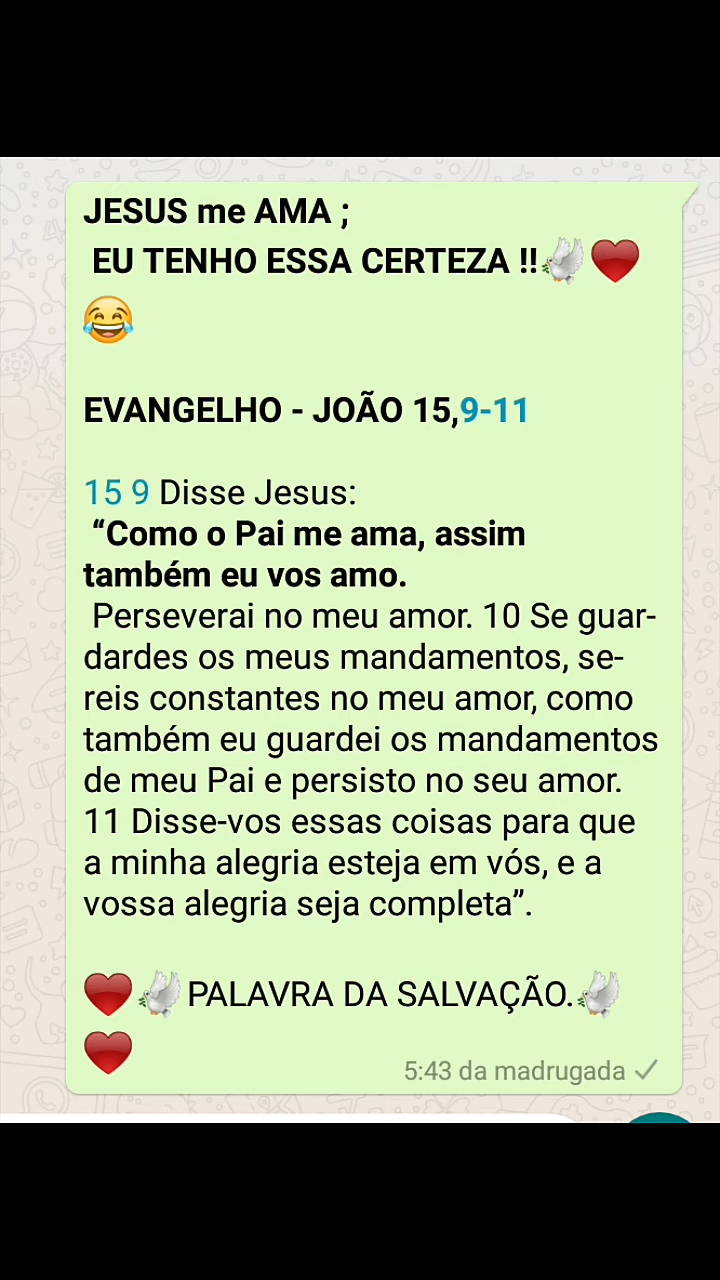 JESUS me AMA ;
EU TENHO ESSA CERTEZA !!🕊❤
😂
EVANGELHO - JOÃO 15,9-11
15 9 Disse Jesus:
“Como o Pai me ama, assim
também eu vos amo.
Perseverai no meu amor. 10 Se guar-
dardes os meus mandamentos, se-
reis constantes no meu amor, como
também eu guardei os mandamentos
de meu Pai e persisto no seu amor.
11 Disse-vos essas coisas para que
a minha alegria esteja em vós, e a
vossa alegria seja completa”.
❤🕊PALAVRA DA SALVAÇÃO.🕊
❤
5:43 da madrugada ✓